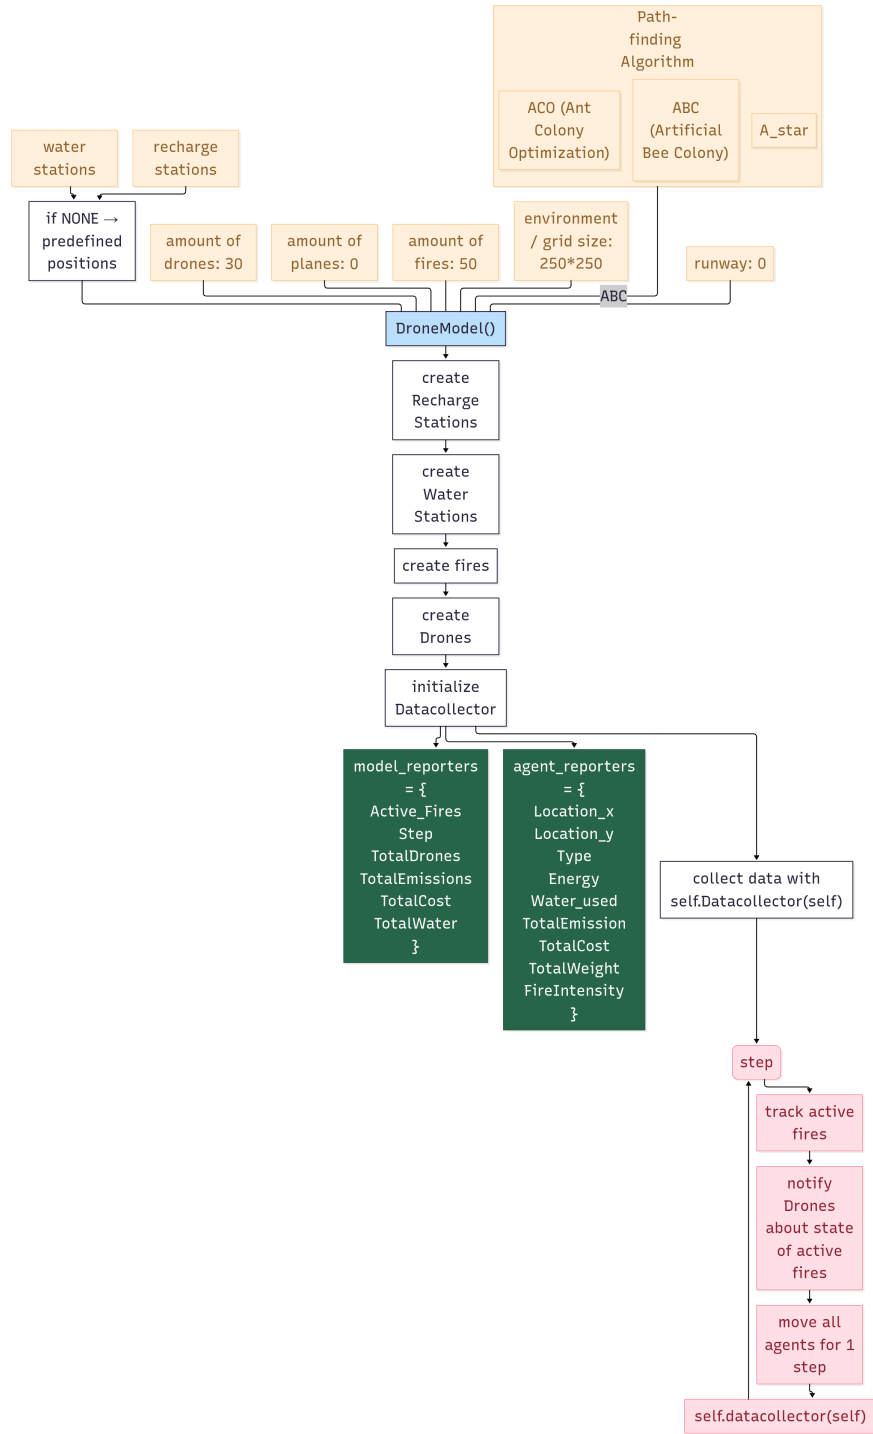 Path-
finding
Algorithm
ACO (Ant
Colony
Optimization)
ABC
(Artificial
Bee Colony)
A_star
water
stations
recharge
stations
if NONE →
predefined
positions
amount of
drones: 30
amount of
planes: 0
amount of
fires: 50
environment
/ grid size:
250*250
runway: 0
ABC
DroneModel()
create
Recharge
Stations
create
Water
Stations
create fires
create
Drones
initialize
Datacollector
model_reporters
= {
Active_Fires
Step
TotalDrones
TotalEmissions
TotalCost
TotalWater
}
agent_reporters
= {
Location_x
Location_y
Type
Energy
Water_used
TotalEmission
TotalCost
TotalWeight
FireIntensity
}
collect data with
self.Datacollector(self)
step
track active
fires
notify
Drones
about state
of active
fires
move all
agents for 1
step
self.datacollector(self)